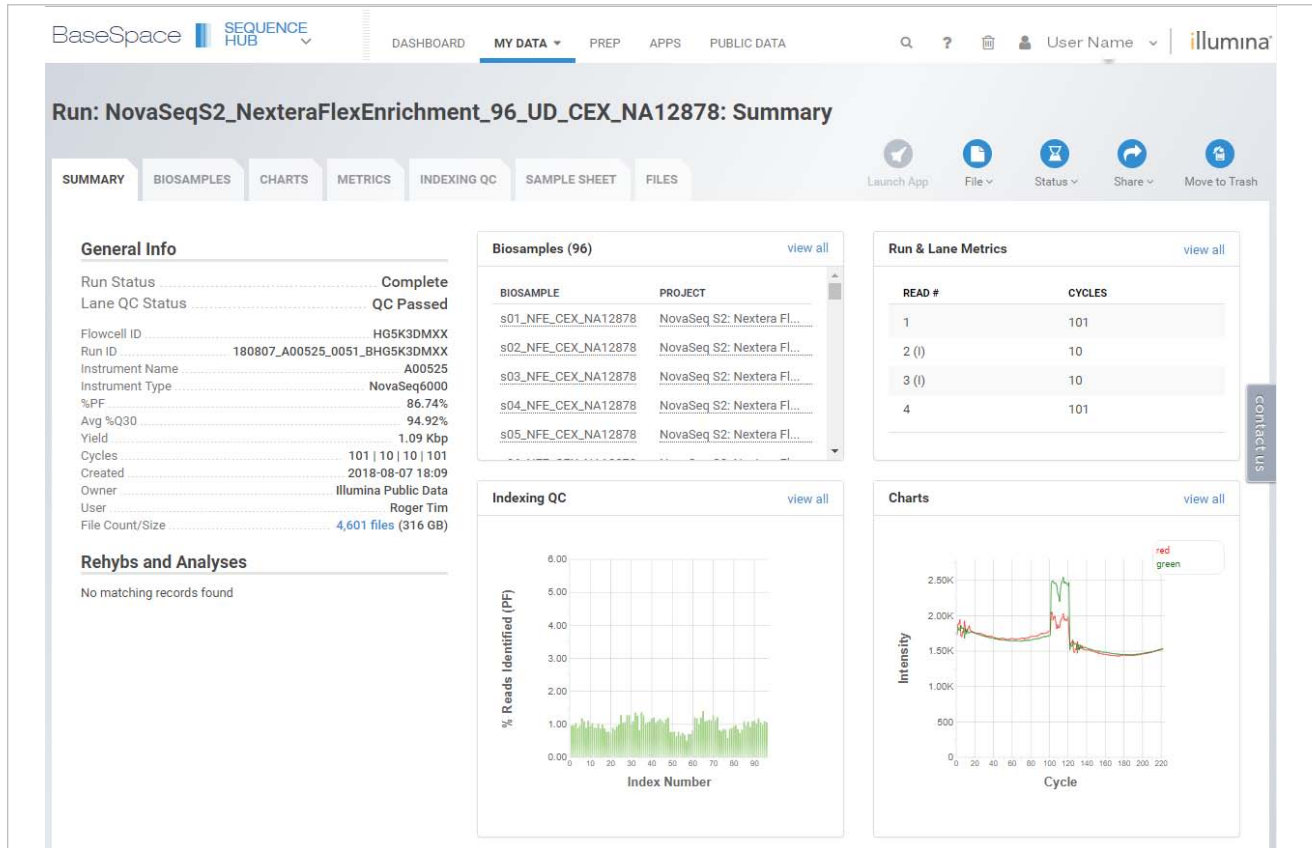 BaseSpace SEQUENCE HUB
DASHBOARD MY DATA PREP APPS PUBLIC DATA
? User Name illumina
Run: NovaSeqS2_NexteraFlexEnrichment_96_UD_CEX_NA12878: Summary
SUMMARY BIOSAMPLES CHARTS METRICS INDEXING QC SAMPLE SHEET FILES
Launch App File Status Share Move to Trash
General Info
Run Status Complete
Lane QC Status QC Passed
Flowcell ID HG5K3DMXX
Run ID 180807_A00525_0051_BHG5K3DMXX
Instrument Name A00525
Instrument Type NovaSeq6000
%PF 86.74%
Avg %Q30 94.92%
Yield 1.09 Kbp
Cycles 101 | 10 | 10 | 101
Created 2018-08-07 18:09
Owner Illumina Public Data
User Roger Tim
File Count/Size 4,601 files (316 GB)
Rehybs and Analyses
No matching records found
Biosamples (96) view all
BIOSAMPLE PROJECT
s01_NFE_CEX_NA12878 NovaSeq S2: Nextera Fl...
s02_NFE_CEX_NA12878 NovaSeq S2: Nextera Fl...
s03_NFE_CEX_NA12878 NovaSeq S2: Nextera Fl...
s04_NFE_CEX_NA12878 NovaSeq S2: Nextera Fl...
s05_NFE_CEX_NA12878 NovaSeq S2: Nextera Fl...
Run & Lane Metrics view all
READ # CYCLES
1 101
2 (I) 10
3 (I) 10
4 101
contact us
Indexing QC view all
% Reads Identified (PF)
6.00
5.00
4.00
3.00
2.00
1.00
0.00
0 10 20 30 40 50 60 70 80 90
Index Number
Charts view all
red
green
Intensity
2.50K
2.00K
1.50K
1.00K
500
0
0 20 40 60 80 100 120 140 160 180 200 220
Cycle